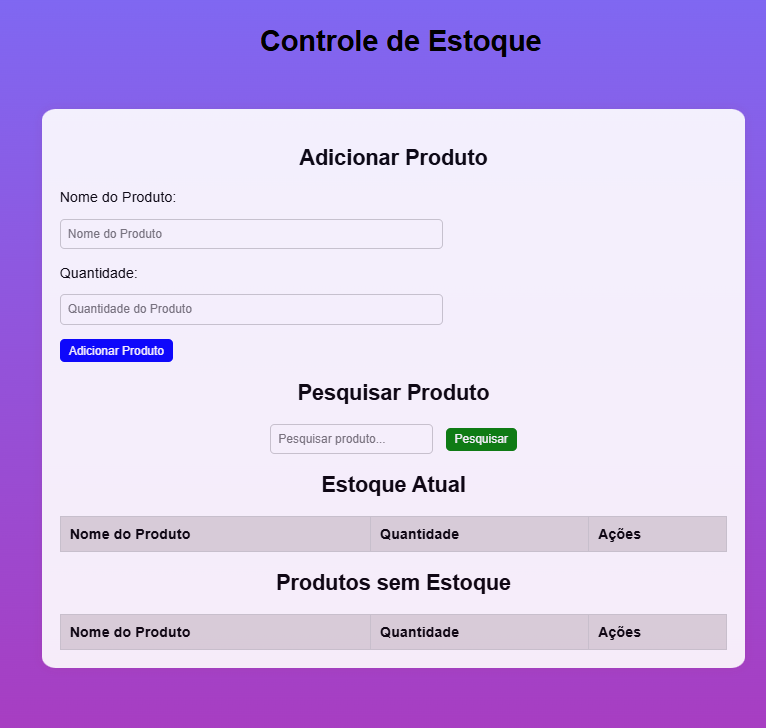 Controle de Estoque
Adicionar Produto
Nome do Produto:
Nome do Produto
Quantidade:
Quantidade do Produto
Adicionar Produto
Pesquisar Produto
Pesquisar produto... Pesquisar
Estoque Atual
Nome do Produto Quantidade Ações
Produtos sem Estoque
Nome do Produto Quantidade Ações